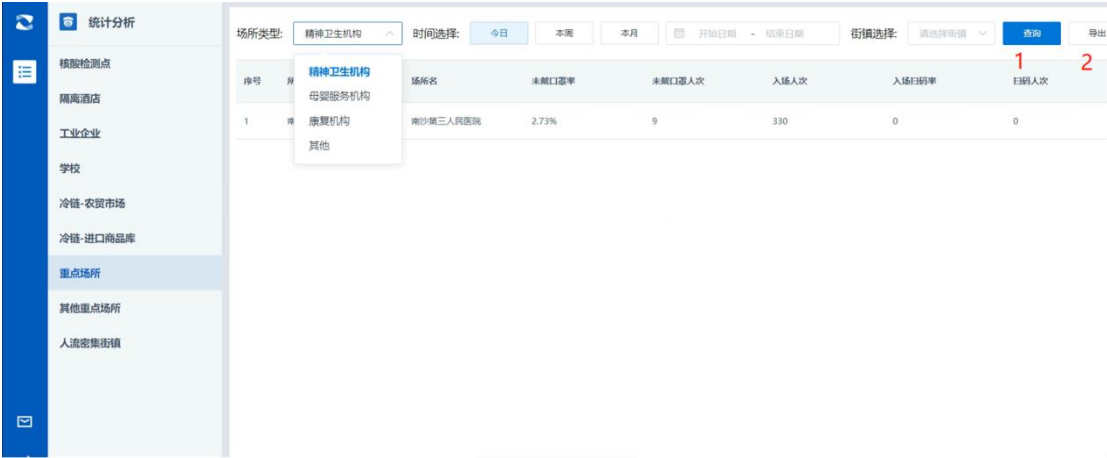 统计分析
场所类型: 精神卫生机构 时间选择: 今日 本周 本月 开始日期 - 结束日期 街镇选择: 请选择街镇 查询 导出
1 2
核酸检测点
隔离酒店
工业企业
学校
冷链-农贸市场
冷链-进口商品库
重点场所
其他重点场所
人流密集街镇
精神卫生机构
母婴服务机构
康复机构
其他
序号 场所名 未戴口罩率 未戴口罩人次 入场人次 入场扫码率 扫码人次
1 南沙第三人民医院 2.73% 9 330 0 0